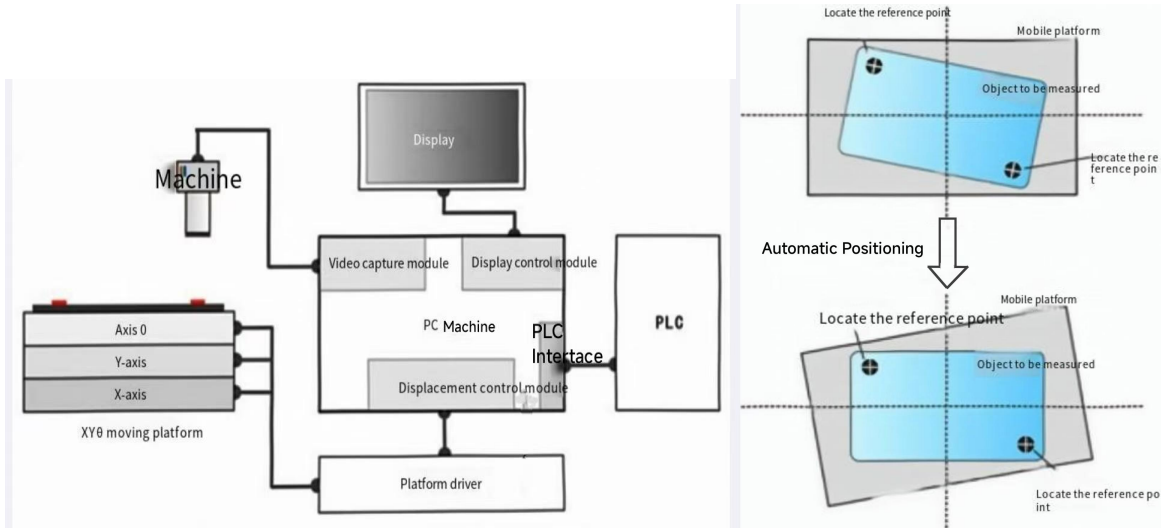 Display
Machine
Video capture module
Display control module
PC Machine
PLC
Intertace
PLC
Axis 0
Y-axis
X-axis
Displacement control module
XYθ moving platform
Platform driver
Locate the reference point
Mobile platform
Object to be measured
Locate the re
ference poin
t
Automatic Positioning
Mobile platform
Locate the reference point
Object to be measured
Locate the reference po
int